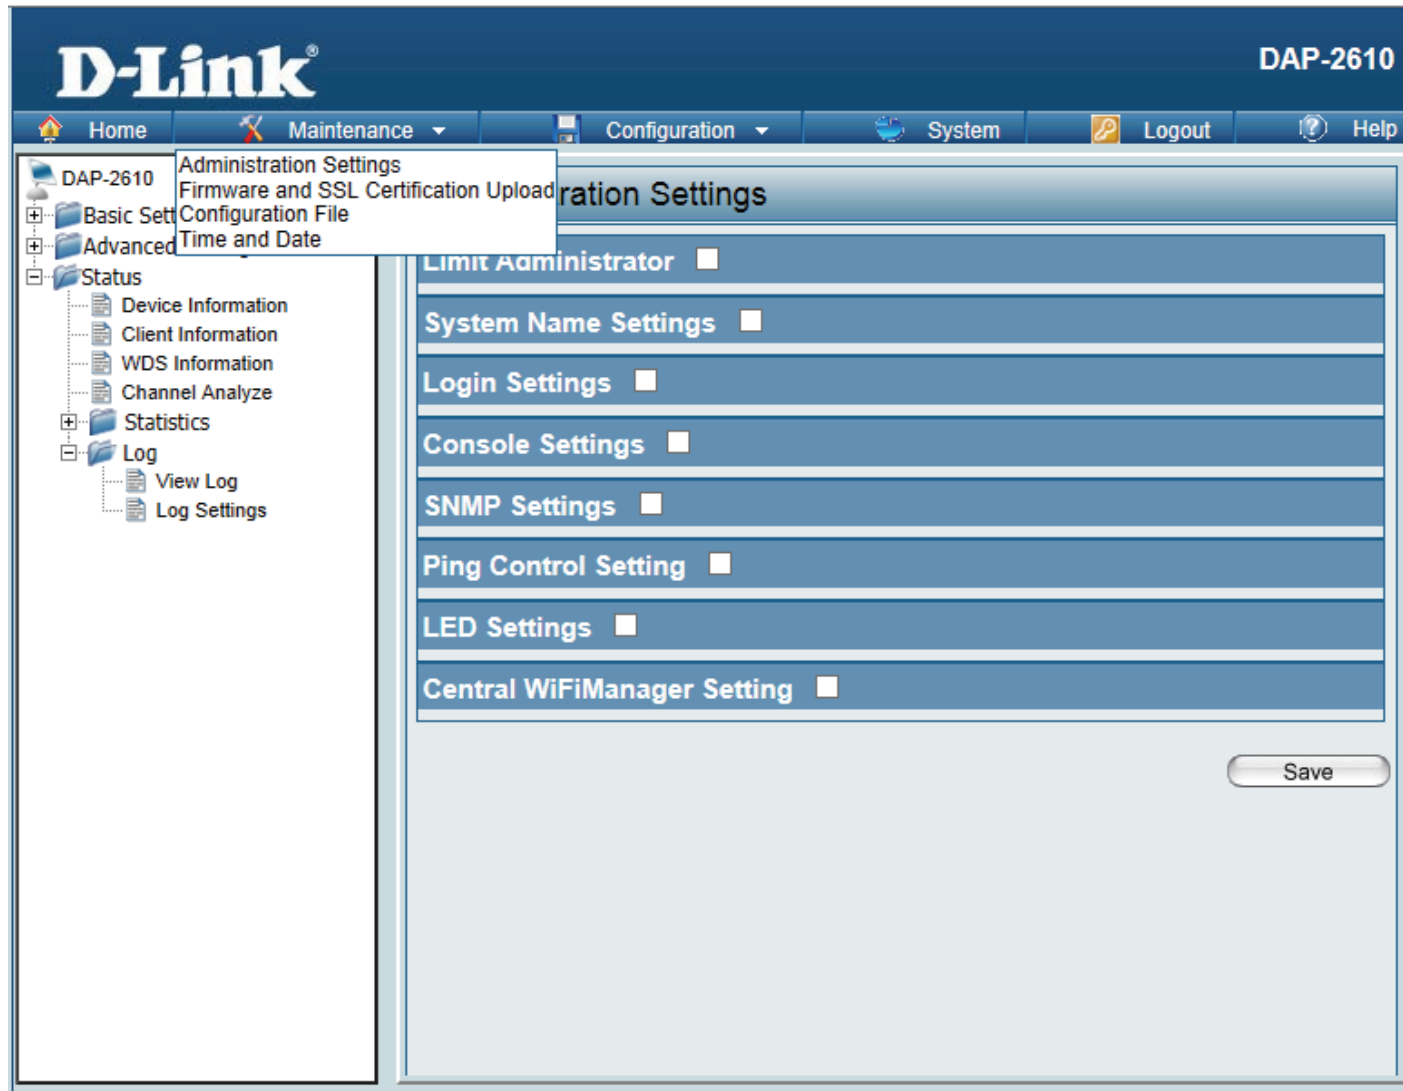 D-Link®
DAP-2610
Home Maintenance Configuration System Logout Help
Administration Settings
Firmware and SSL Certification Upload
Configuration File
Time and Date
DAP-2610
Basic Sett
Advanced
Status
Device Information
Client Information
WDS Information
Channel Analyze
Statistics
Log
View Log
Log Settings
ration Settings
Limit Administrator
System Name Settings
Login Settings
Console Settings
SNMP Settings
Ping Control Setting
LED Settings
Central WiFiManager Setting
Save